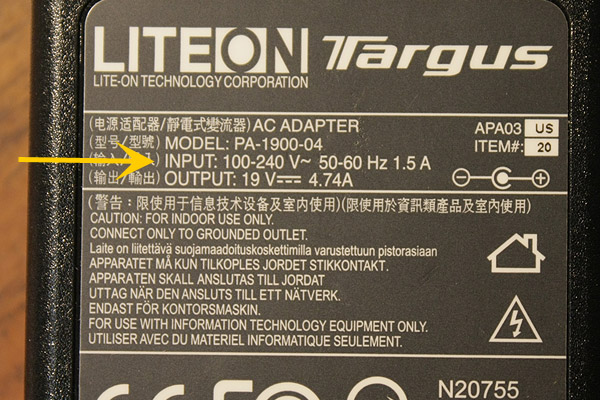 LITEON Targus
LITE-ON TECHNOLOGY CORPORATION
(电源适配器/靜電式變流器) AC ADAPTER
APA03 US
(型号/型號) MODEL: PA-1900-04
ITEM#: 20
(输入/ INPUT: 100-240 V~ 50-60 Hz 1.5 A
(输出/輸出) OUTPUT: 19 V⎓ 4.74A
(警告: 限使用于信息技术设备及室内使用)(限使用於資訊類產品及室內使用)
CAUTION: FOR INDOOR USE ONLY.
CONNECT ONLY TO GROUNDED OUTLET.
Laite on liitettävä suojamaadoituskoskettimilla varustettuun pistorasiaan
APPARATET MÅ KUN TILKOPLES JORDET STIKKONTAKT.
APPARATEN SKALL ANSLUTAS TILL JORDAT
UTTAG NÄR DEN ANSLUTS TILL ETT NÄTVERK.
ENDAST FÖR KONTORSMASKIN.
FOR USE WITH INFORMATION TECHNOLOGY EQUIPMENT ONLY.
UTILISER AVEC DU MATERIEL INFORMATIQUE SEULEMENT.
N20755